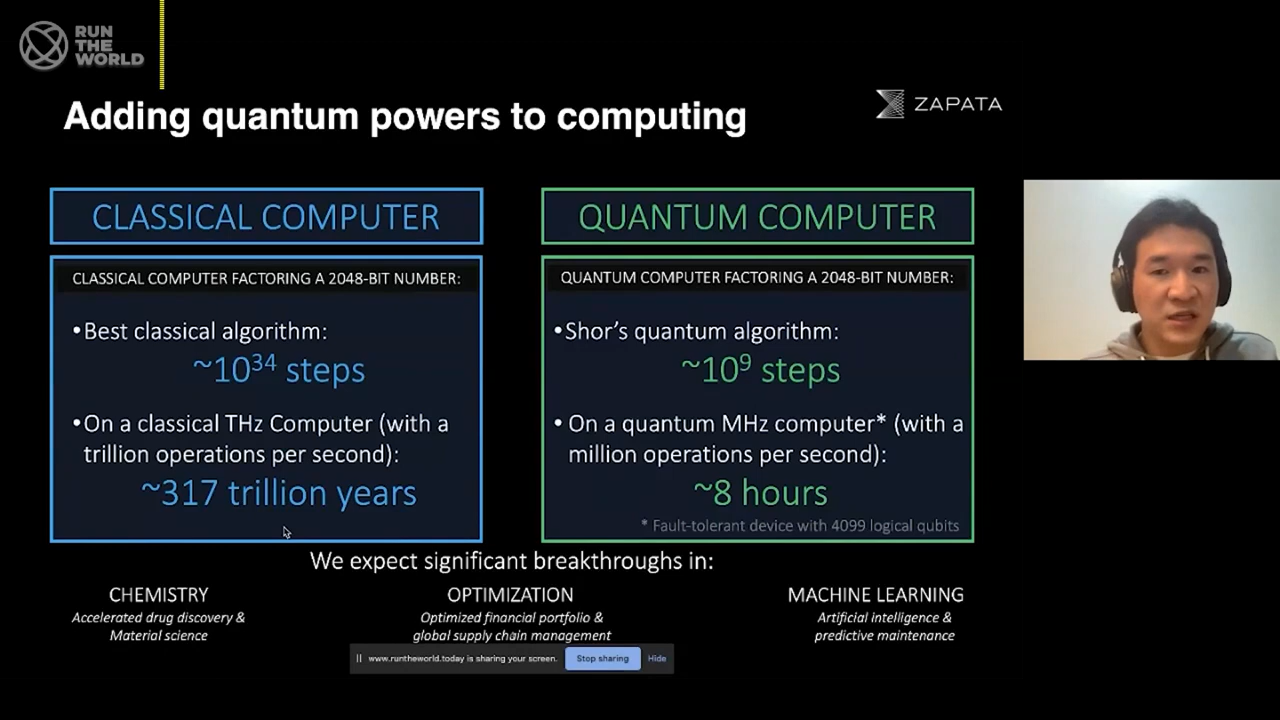 RUN
THE
WORLD
Adding quantum powers to computing
ZAPATA
CLASSICAL COMPUTER
CLASSICAL COMPUTER FACTORING A 2048-BIT NUMBER:
•Best classical algorithm:
~10³⁴ steps
•On a classical THz Computer (with a
trillion operations per second):
~317 trillion years
QUANTUM COMPUTER
QUANTUM COMPUTER FACTORING A 2048-BIT NUMBER:
•Shor's quantum algorithm:
~10⁹ steps
• On a quantum MHz computer* (with a
million operations per second):
~8 hours
* Fault-tolerant device with 4099 logical qubits
We expect significant breakthroughs in:
CHEMISTRY
Accelerated drug discovery &
Material science
OPTIMIZATION
Optimized financial portfolio &
global supply chain management
MACHINE LEARNING
Artificial intelligence &
predictive maintenance
www.runtheworld.today is sharing your screen.
Stop sharing
Hide